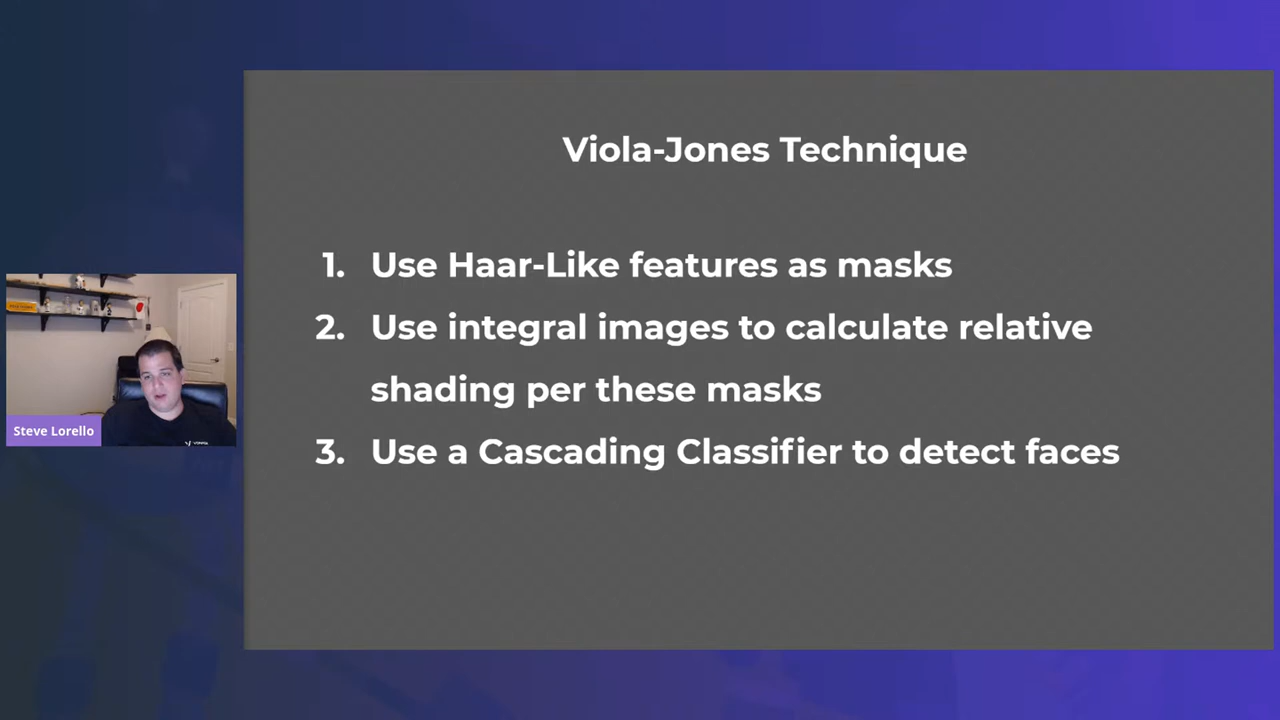 Viola-Jones Technique
1. Use Haar-Like features as masks
2. Use integral images to calculate relative
shading per these masks
3. Use a Cascading Classifier to detect faces
Steve Lorello